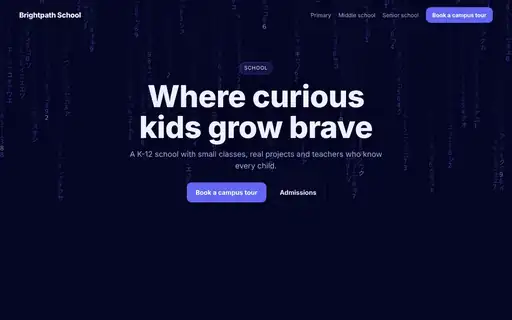 Brightpath School
Primary Middle school Senior school Book a campus tour
SCHOOL
Where curious
kids grow brave
A K-12 school with small classes, real projects and teachers who know
every child.
Book a campus tour Admissions